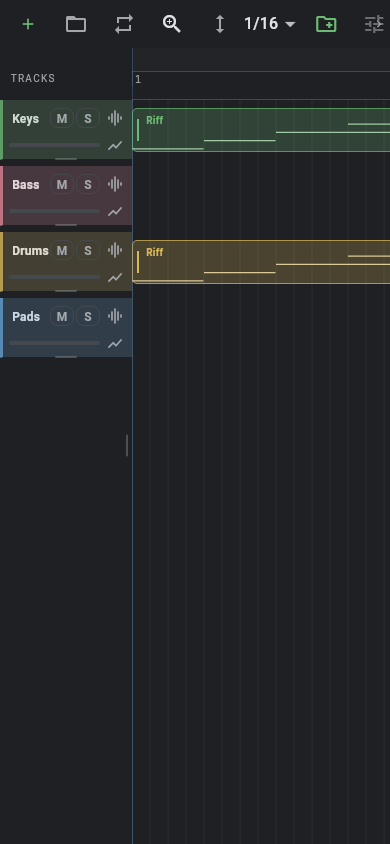 1/16
TRACKS
1
Keys M S
Riff
Bass M S
Drums M S
Riff
Pads M S